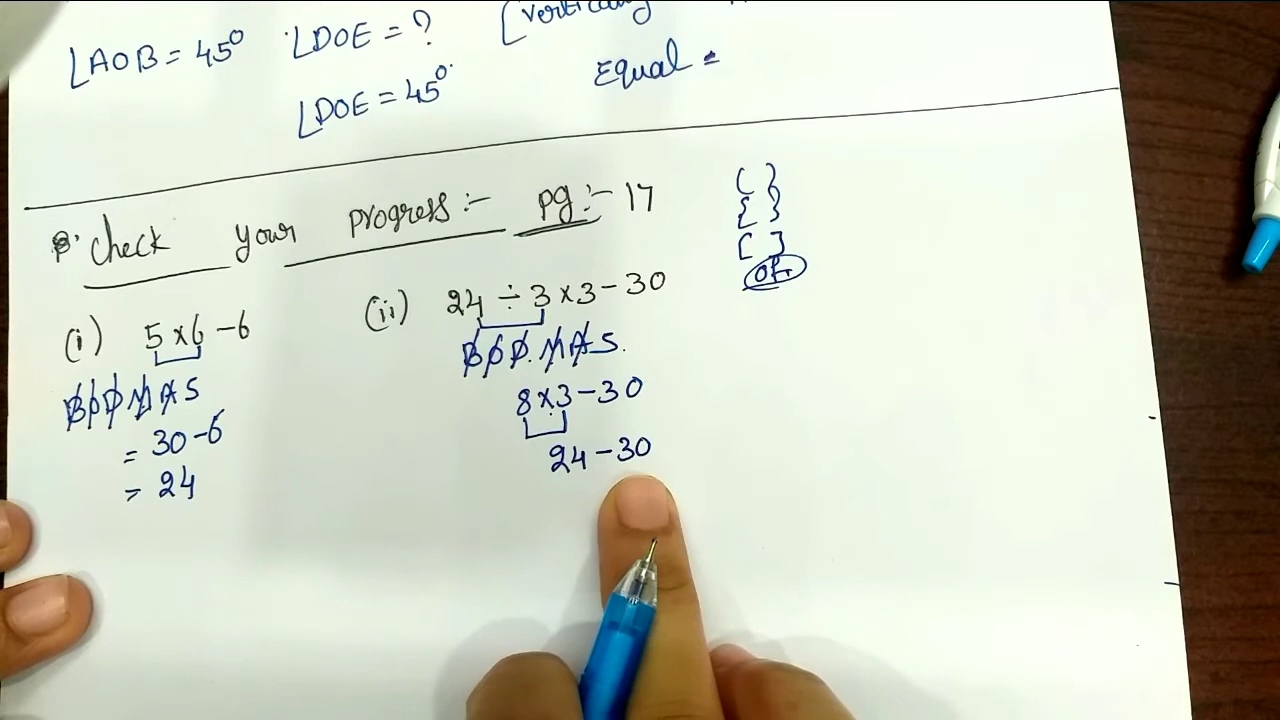 ∠AOB = 45° ∠DOE = ?
∠DOE = 45°
Equal =
Check your progress :- pg :- 17
( )
{ }
[ ]
OF
(i) 5 × 6 - 6
BODMAS
= 30 - 6
= 24
(ii) 24 ÷ 3 × 3 - 30
BODMAS
8 × 3 - 30
24 - 30